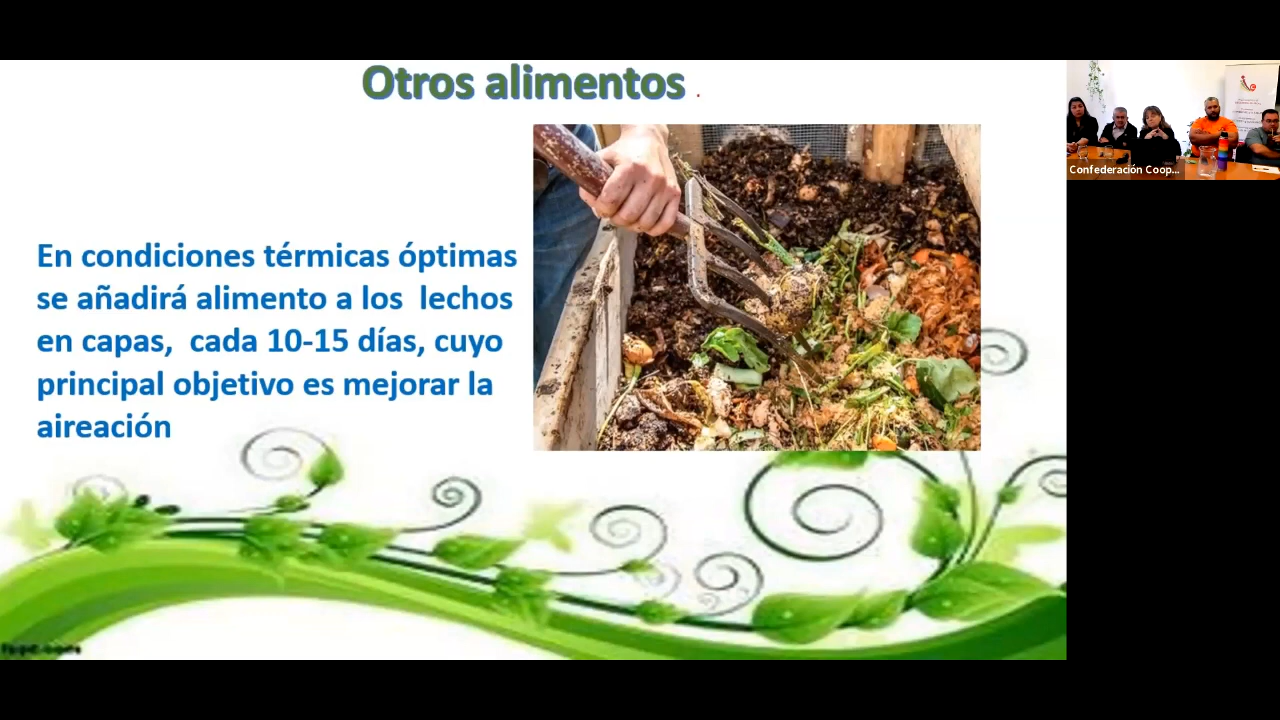 Otros alimentos .
En condiciones térmicas óptimas
se añadirá alimento a los lechos
en capas, cada 10-15 días, cuyo
principal objetivo es mejorar la
aireación
Confederación Coop...